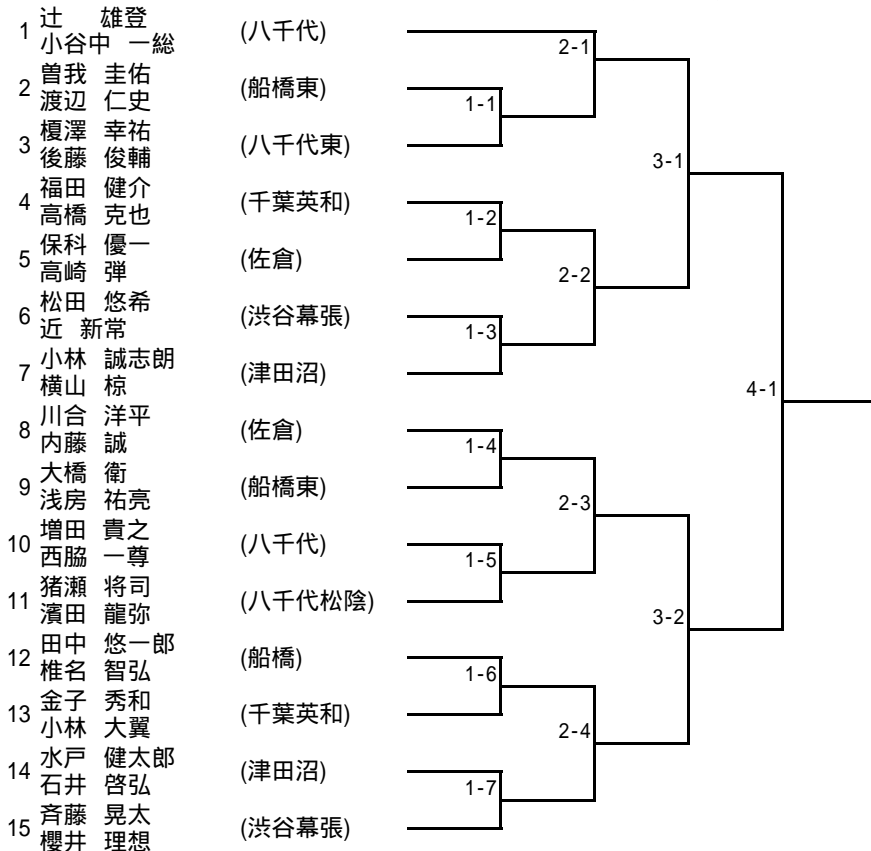 1 辻 雄登 (八千代)
小谷中 一総
2 曽我 圭佑 (船橋東)
渡辺 仁史
3 榎澤 幸祐 (八千代東)
後藤 俊輔
4 福田 健介 (千葉英和)
高橋 克也
5 保科 優一 (佐倉)
高崎 弾
6 松田 悠希 (渋谷幕張)
近 新常
7 小林 誠志朗 (津田沼)
横山 椋
8 川合 洋平 (佐倉)
内藤 誠
9 大橋 衛 (船橋東)
浅房 祐亮
10 増田 貴之 (八千代)
西脇 一尊
11 猪瀬 将司 (八千代松陰)
濱田 龍弥
12 田中 悠一郎 (船橋)
椎名 智弘
13 金子 秀和 (千葉英和)
小林 大翼
14 水戸 健太郎 (津田沼)
石井 啓弘
15 斉藤 晃太 (渋谷幕張)
櫻井 理想
1-1
1-2
1-3
1-4
1-5
1-6
1-7
2-1
2-2
2-3
2-4
3-1
3-2
4-1